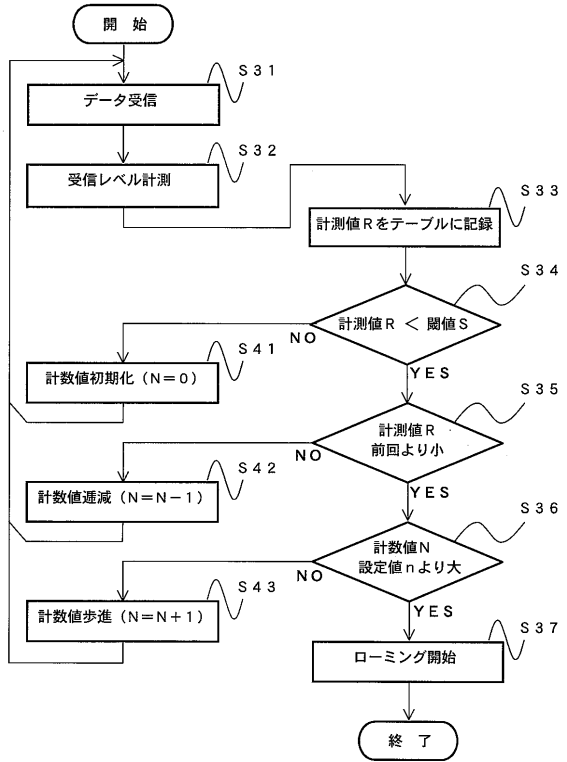 開　始
S31
データ受信
S32
受信レベル計測
S33
計測値Rをテーブルに記録
S34
計測値R ＜ 閾値S
NO
YES
S41
計数値初期化（N＝0）
S35
計測値R
前回より小
NO
YES
S42
計数値逓減（N＝N－1）
S36
計数値N
設定値nより大
NO
YES
S43
計数値歩進（N＝N＋1）
S37
ローミング開始
終　了